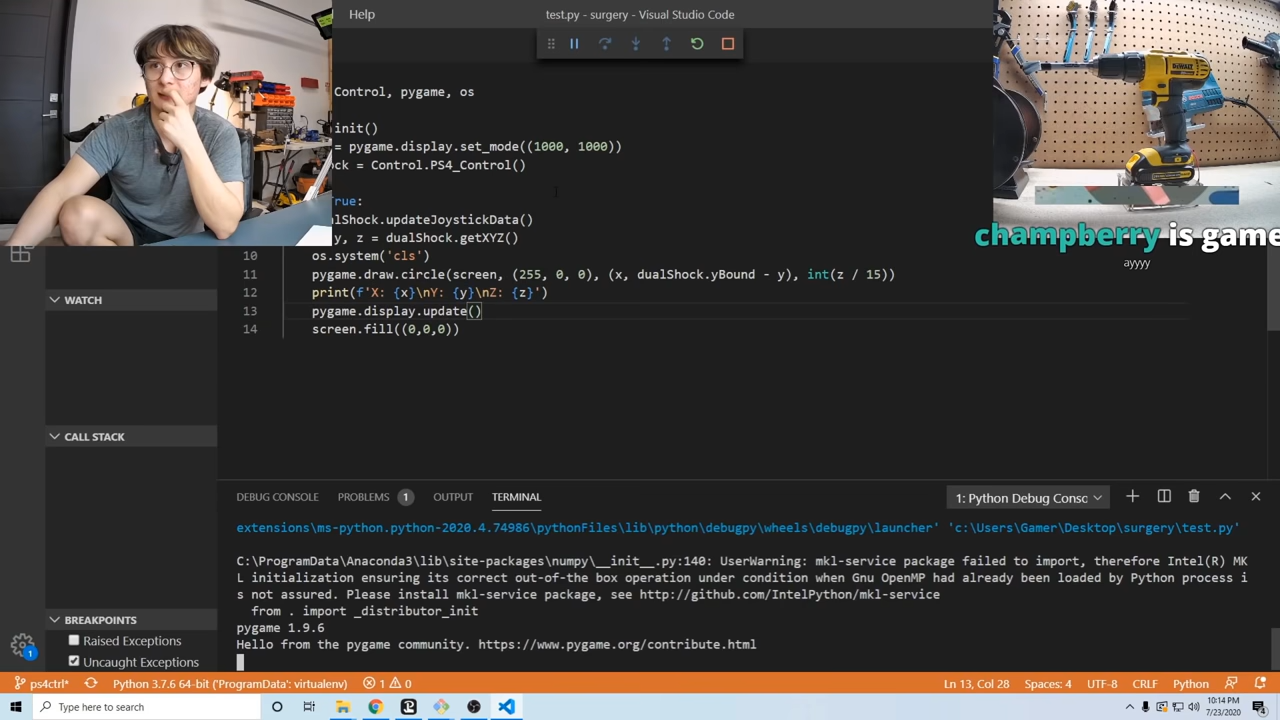 Help
test.py - surgery - Visual Studio Code
Control, pygame, os
init()
= pygame.display.set_mode((1000, 1000))
ck = Control.PS4_Control()
True:
alShock.updateJoystickData()
y, z = dualShock.getXYZ()
10 os.system('cls')
11 pygame.draw.circle(screen, (255, 0, 0), (x, dualShock.yBound - y), int(z / 15))
12 print(f'X: {x}\nY: {y}\nZ: {z}')
13 pygame.display.update()
14 screen.fill((0,0,0))
DEWALT
champberry is game
ayyyy
WATCH
CALL STACK
BREAKPOINTS
Raised Exceptions
Uncaught Exceptions
DEBUG CONSOLE PROBLEMS 1 OUTPUT TERMINAL
1: Python Debug Consc
extensions\ms-python.python-2020.4.74986\pythonFiles\lib\python\debugpy\wheels\debugpy\launcher' 'c:\Users\Gamer\Desktop\surgery\test.py'
C:\ProgramData\Anaconda3\lib\site-packages\numpy\__init__.py:140: UserWarning: mkl-service package failed to import, therefore Intel(R) MK
L initialization ensuring its correct out-of-the box operation under condition when Gnu OpenMP had already been loaded by Python process i
s not assured. Please install mkl-service package, see http://github.com/IntelPython/mkl-service
from . import _distributor_init
pygame 1.9.6
Hello from the pygame community. https://www.pygame.org/contribute.html
1
ps4ctrl* Python 3.7.6 64-bit ('ProgramData': virtualenv) 1 0 Ln 13, Col 28 Spaces: 4 UTF-8 CRLF Python
Type here to search
10:14 PM
7/23/2020
4